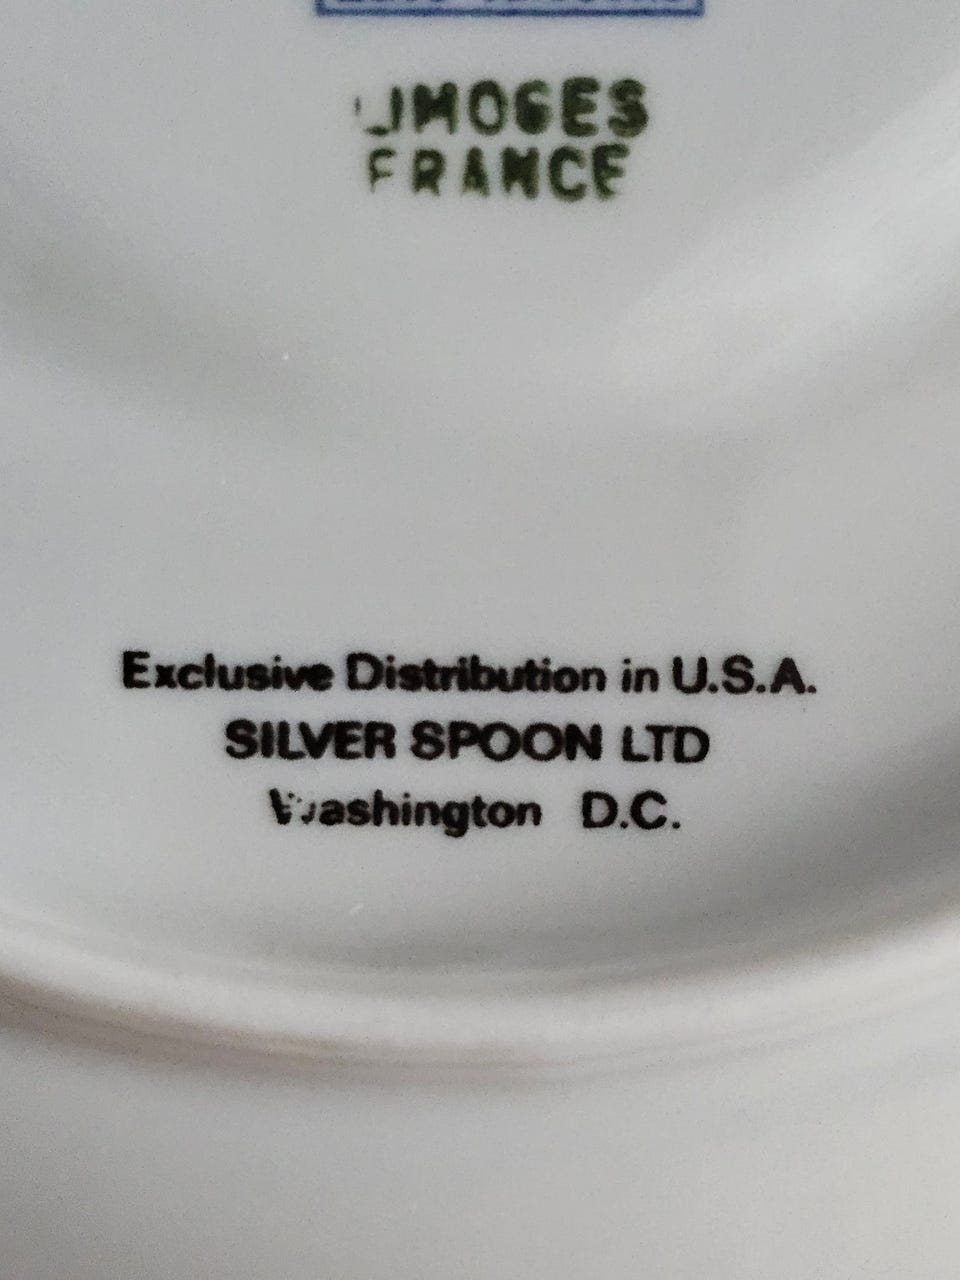 LIMOGES
FRANCE
Exclusive Distribution in U.S.A.
SILVER SPOON LTD
Washington D.C.